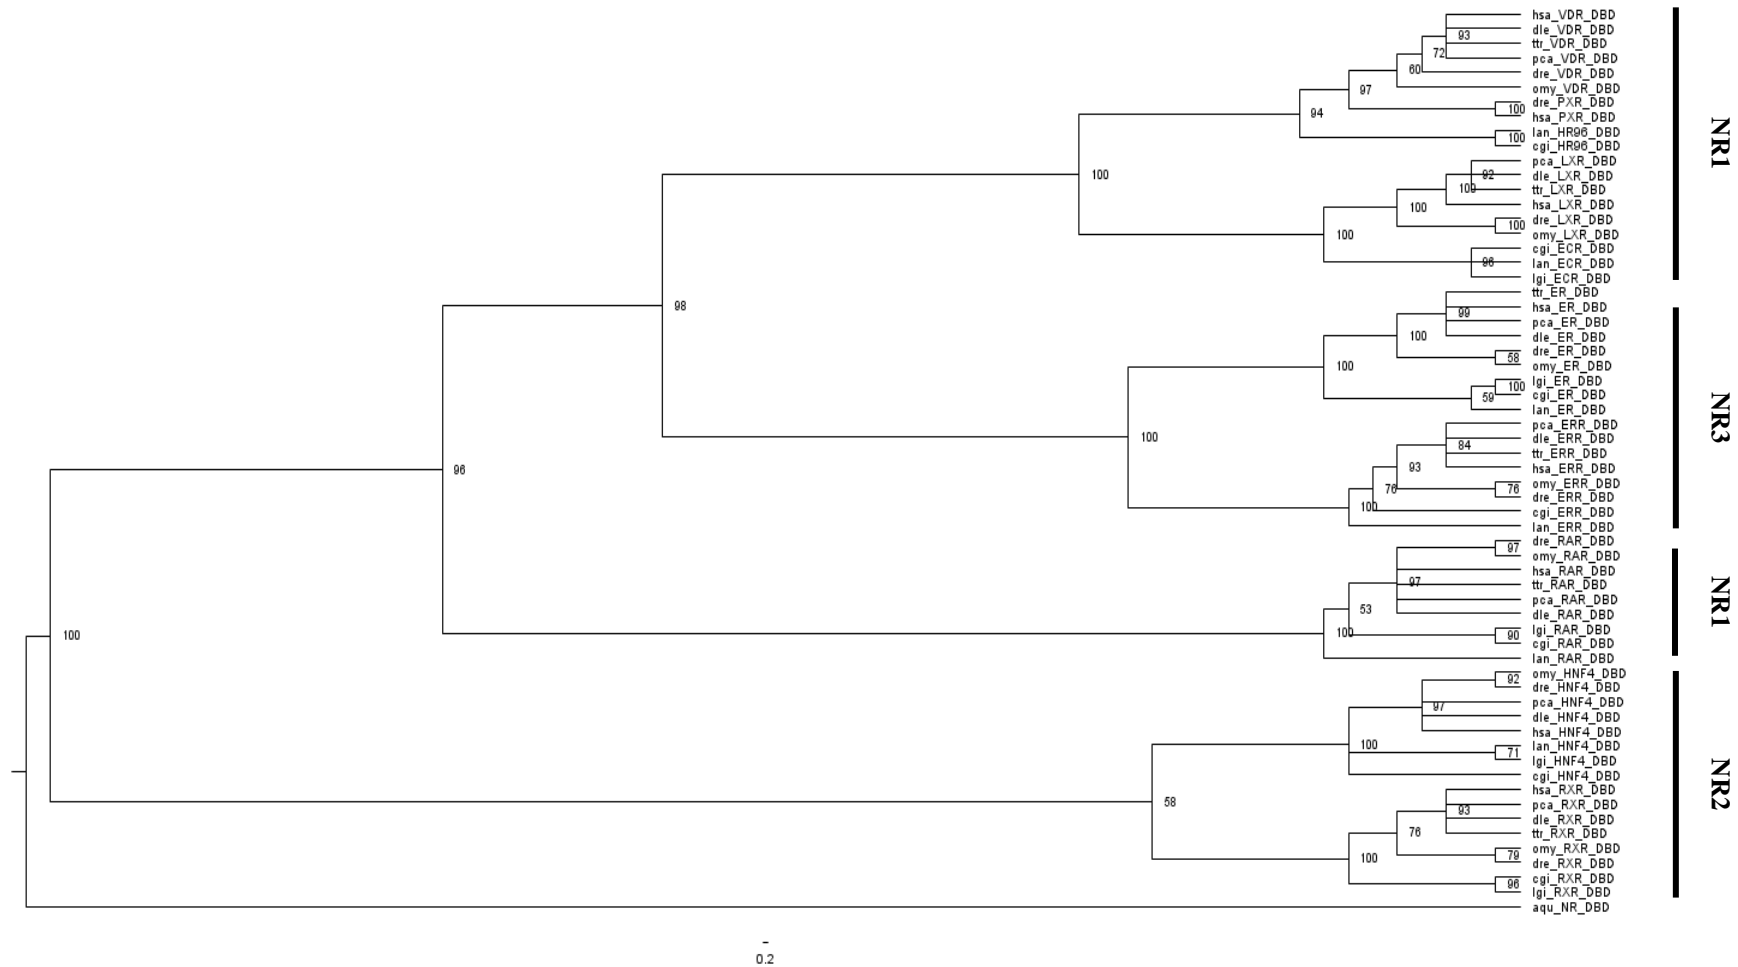 hsa_VDR_DBD
dle_VDR_DBD
93
ttr_VDR_DBD
72
pca_VDR_DBD
60
dre_VDR_DBD
97
omy_VDR_DBD
dre_PXR_DBD
100
94
hsa_PXR_DBD
lan_HR96_DBD
100
cgi_HR96_DBD
NR1
pca_LXR_DBD
100
92
dle_LXR_DBD
100
ttr_LXR_DBD
100
hsa_LXR_DBD
dre_LXR_DBD
100
100
omy_LXR_DBD
cgi_ECR_DBD
96
lan_ECR_DBD
lgi_ECR_DBD
ttr_ER_DBD
98
hsa_ER_DBD
99
pca_ER_DBD
100
dle_ER_DBD
dre_ER_DBD
58
100
omy_ER_DBD
lgi_ER_DBD
100
59
cgi_ER_DBD
lan_ER_DBD
NR3
pca_ERR_DBD
100
dle_ERR_DBD
84
ttr_ERR_DBD
93
hsa_ERR_DBD
96
omy_ERR_DBD
76
76
dre_ERR_DBD
100
cgi_ERR_DBD
lan_ERR_DBD
dre_RAR_DBD
97
omy_RAR_DBD
hsa_RAR_DBD
97
ttr_RAR_DBD
pca_RAR_DBD
53
dle_RAR_DBD
NR1
lgi_RAR_DBD
100
100
90
cgi_RAR_DBD
lan_RAR_DBD
omy_HNF4_DBD
92
dre_HNF4_DBD
pca_HNF4_DBD
97
dle_HNF4_DBD
hsa_HNF4_DBD
100
lan_HNF4_DBD
71
lgi_HNF4_DBD
cgi_HNF4_DBD
NR2
hsa_RXR_DBD
58
pca_RXR_DBD
93
dle_RXR_DBD
76
ttr_RXR_DBD
omy_RXR_DBD
79
100
dre_RXR_DBD
cgi_RXR_DBD
96
lgi_RXR_DBD
aqu_NR_DBD
0.2